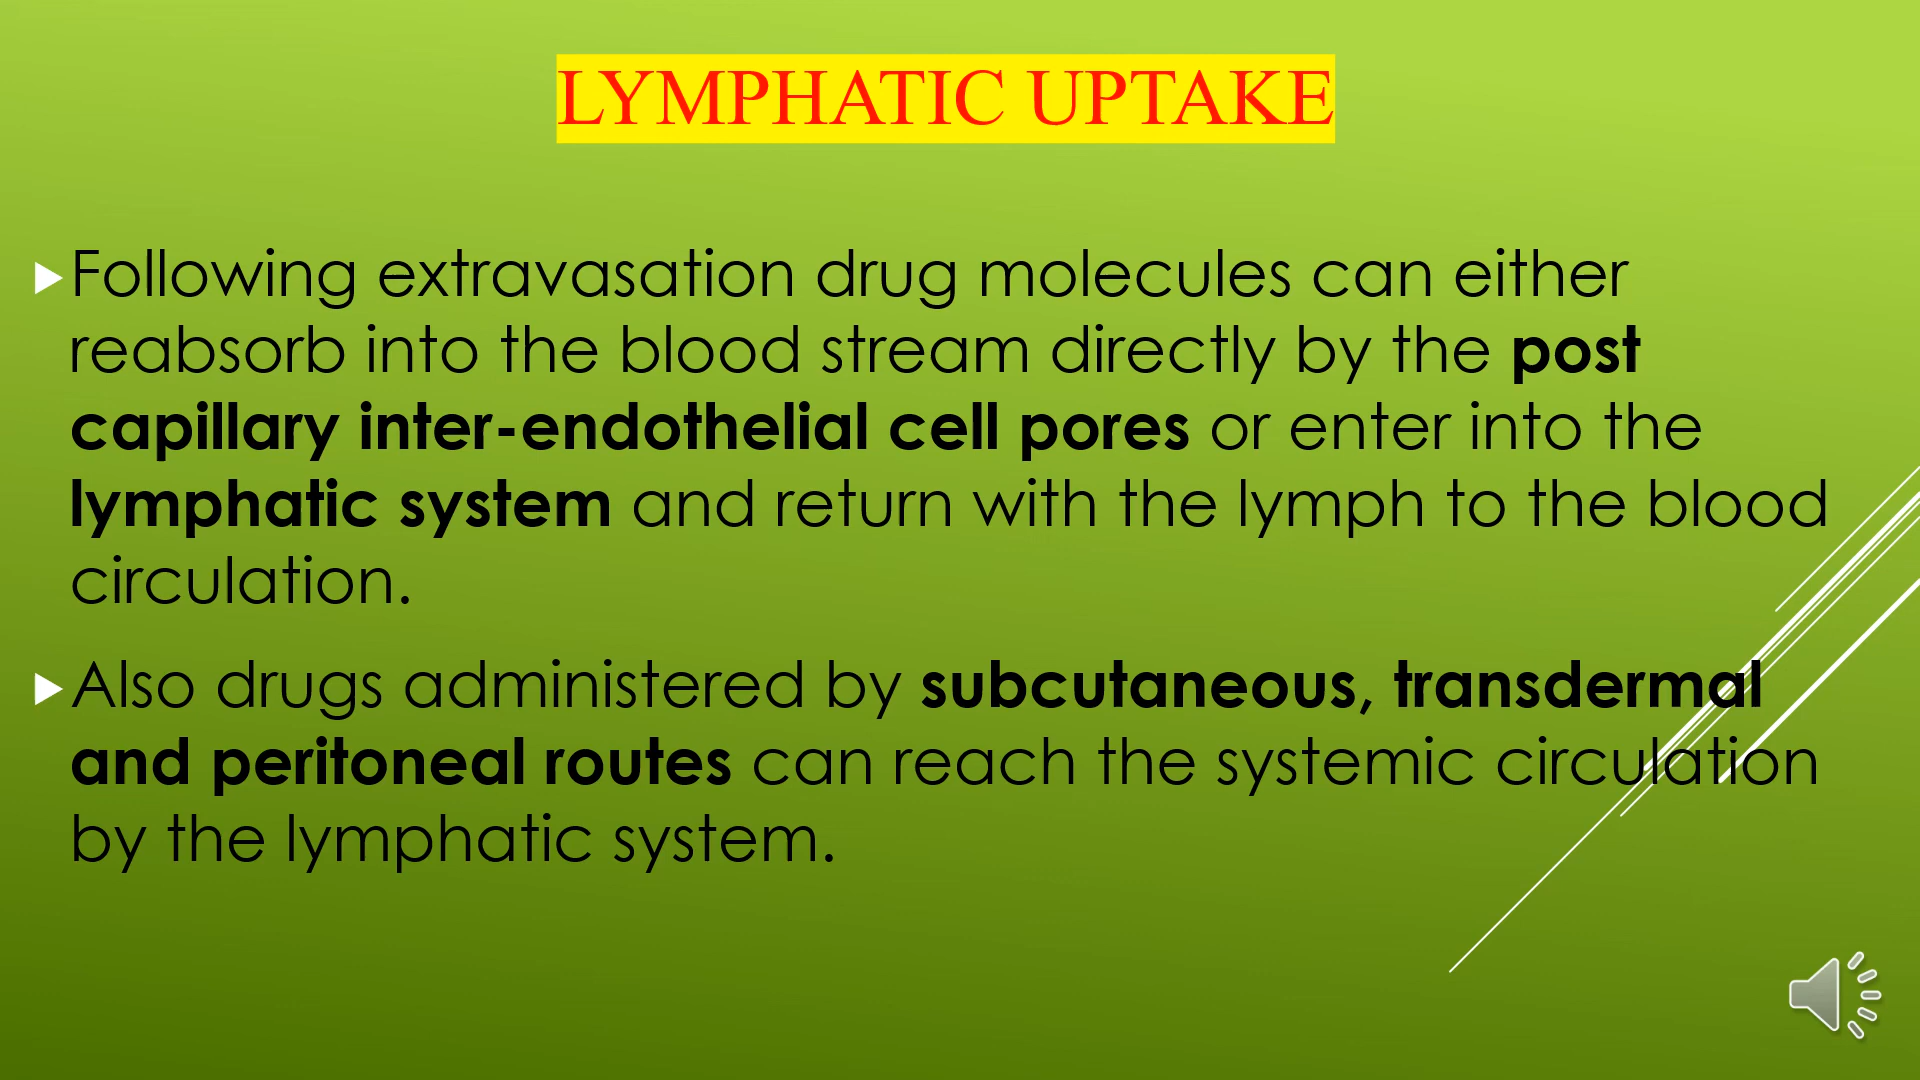 LYMPHATIC UPTAKE
Following extravasation drug molecules can either
reabsorb into the blood stream directly by the post
capillary inter-endothelial cell pores or enter into the
lymphatic system and return with the lymph to the blood
circulation.
Also drugs administered by subcutaneous, transdermal
and peritoneal routes can reach the systemic circulation
by the lymphatic system.